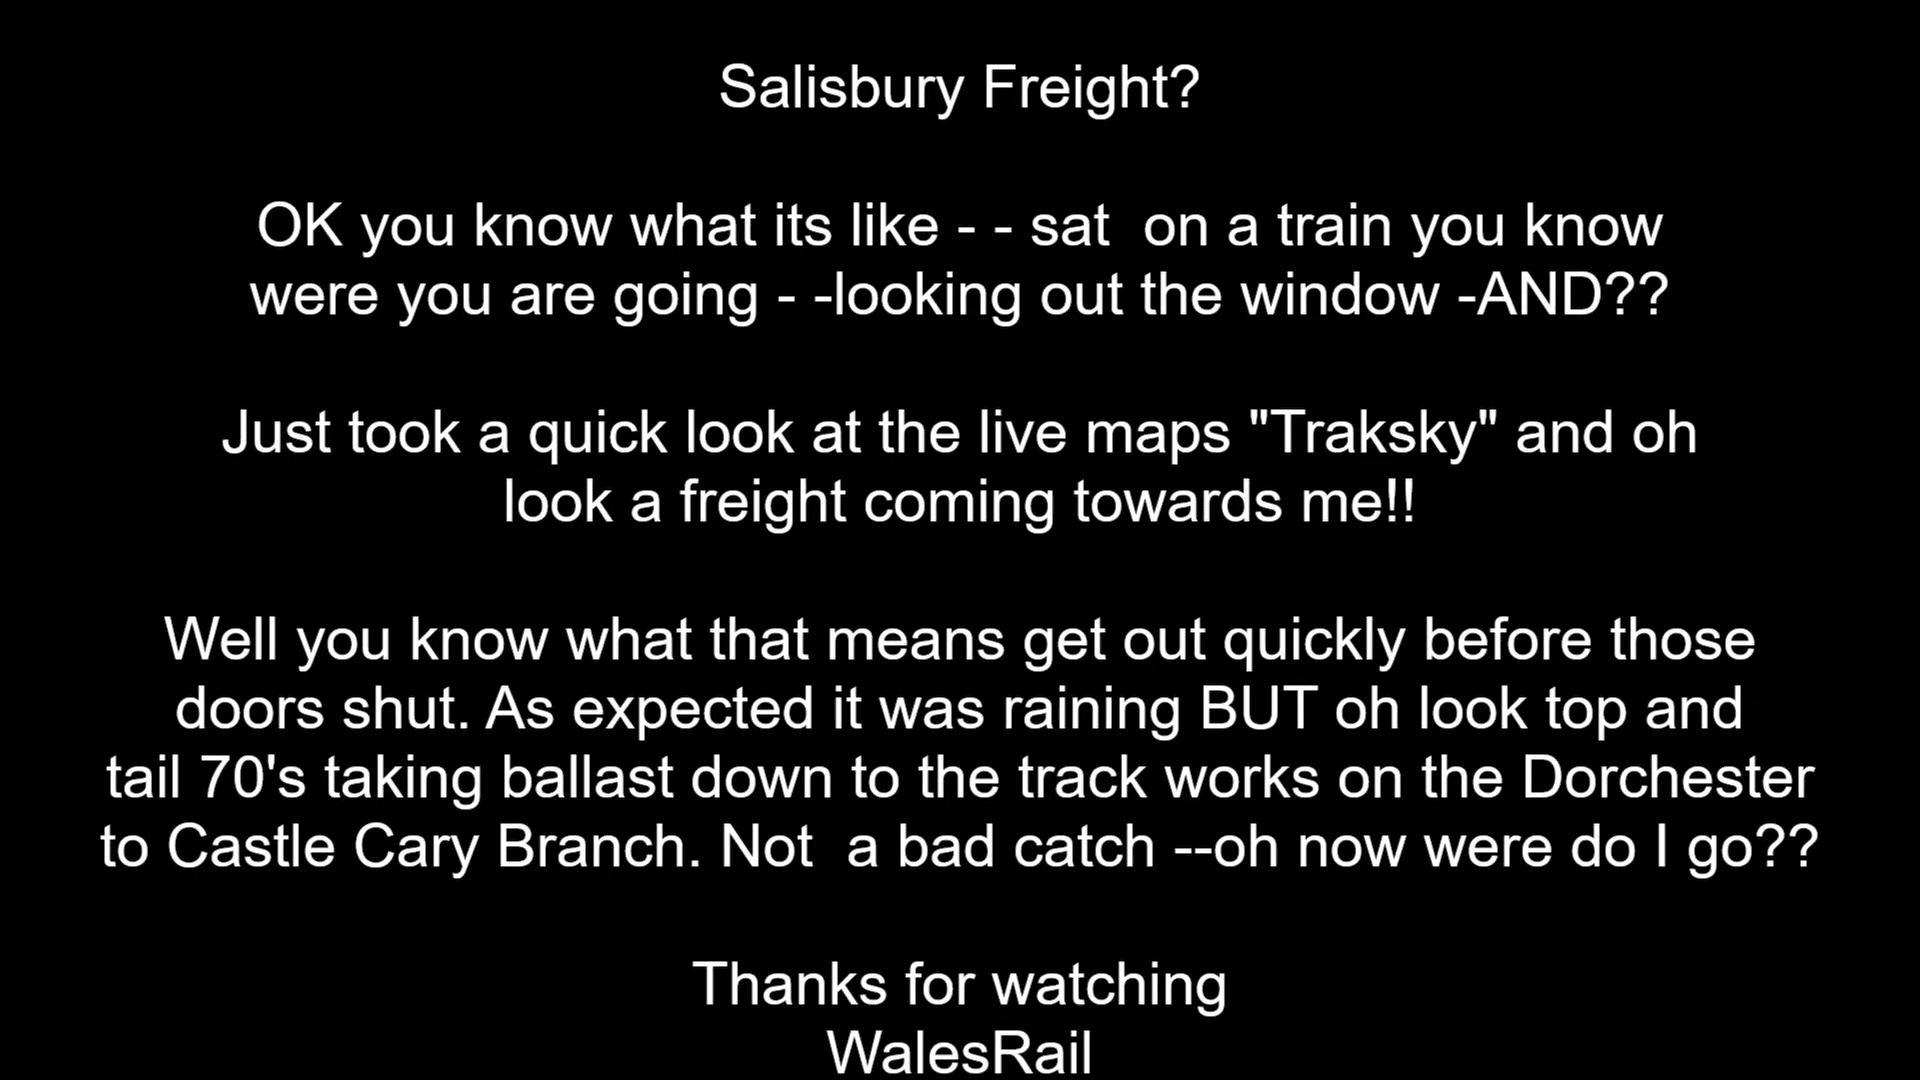 Salisbury Freight?
OK you know what its like - - sat  on a train you know
were you are going - -looking out the window -AND??
Just took a quick look at the live maps "Traksky" and oh
look a freight coming towards me!!
Well you know what that means get out quickly before those
doors shut. As expected it was raining BUT oh look top and
tail 70's taking ballast down to the track works on the Dorchester
to Castle Cary Branch. Not  a bad catch --oh now were do I go??
Thanks for watching
WalesRail